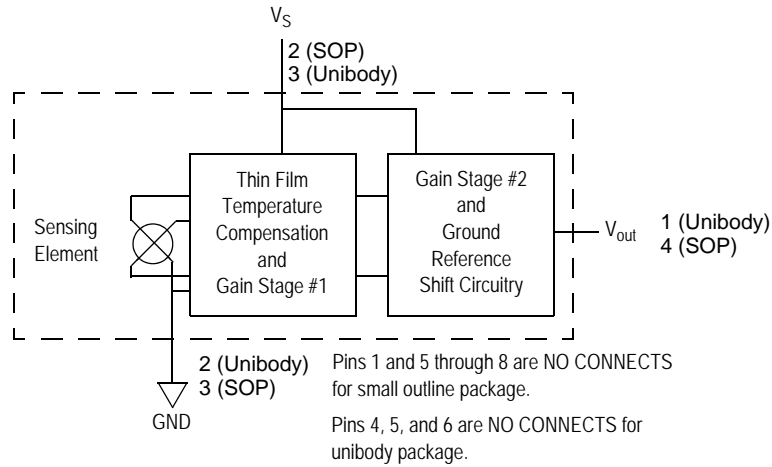 V_S
2 (SOP)
3 (Unibody)
Sensing
Element
Thin Film
Temperature
Compensation
and
Gain Stage #1
Gain Stage #2
and
Ground
Reference
Shift Circuitry
V_out
1 (Unibody)
4 (SOP)
2 (Unibody)
3 (SOP)
GND
Pins 1 and 5 through 8 are NO CONNECTS
for small outline package.
Pins 4, 5, and 6 are NO CONNECTS for
unibody package.